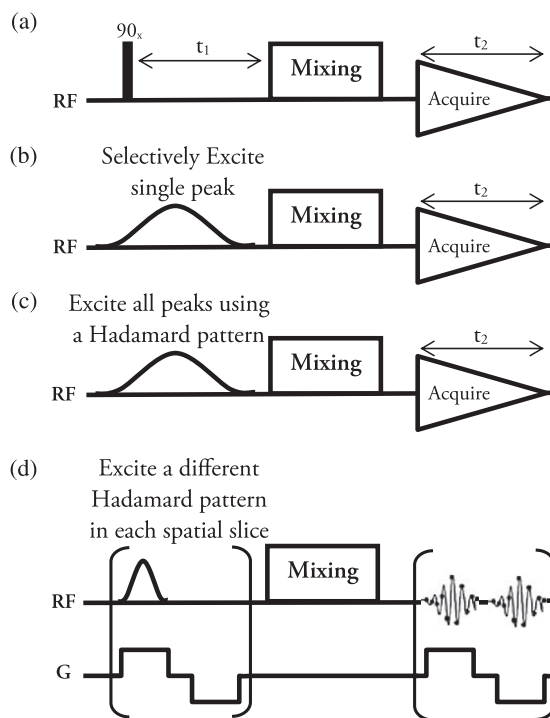 (a)
90x
t1
Mixing
t2
Acquire
RF
(b)
Selectively Excite
single peak
Mixing
t2
Acquire
RF
(c)
Excite all peaks using
a Hadamard pattern
Mixing
t2
Acquire
RF
(d)
Excite a different
Hadamard pattern
in each spatial slice
Mixing
RF
G